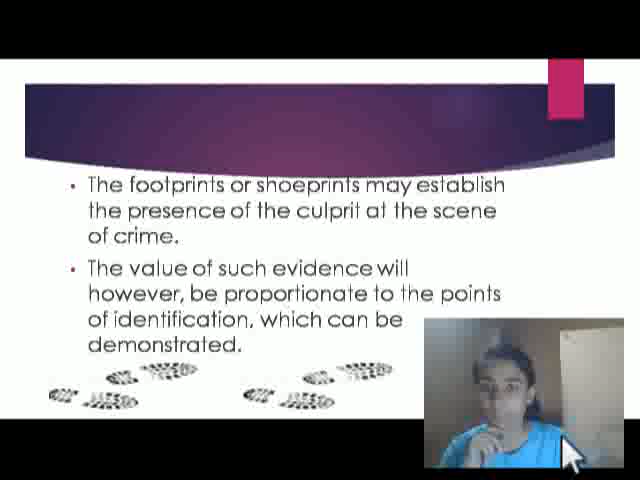 The footprints or shoeprints may establish
the presence of the culprit at the scene
of crime.
The value of such evidence will
however, be proportionate to the points
of identification, which can be
demonstrated.